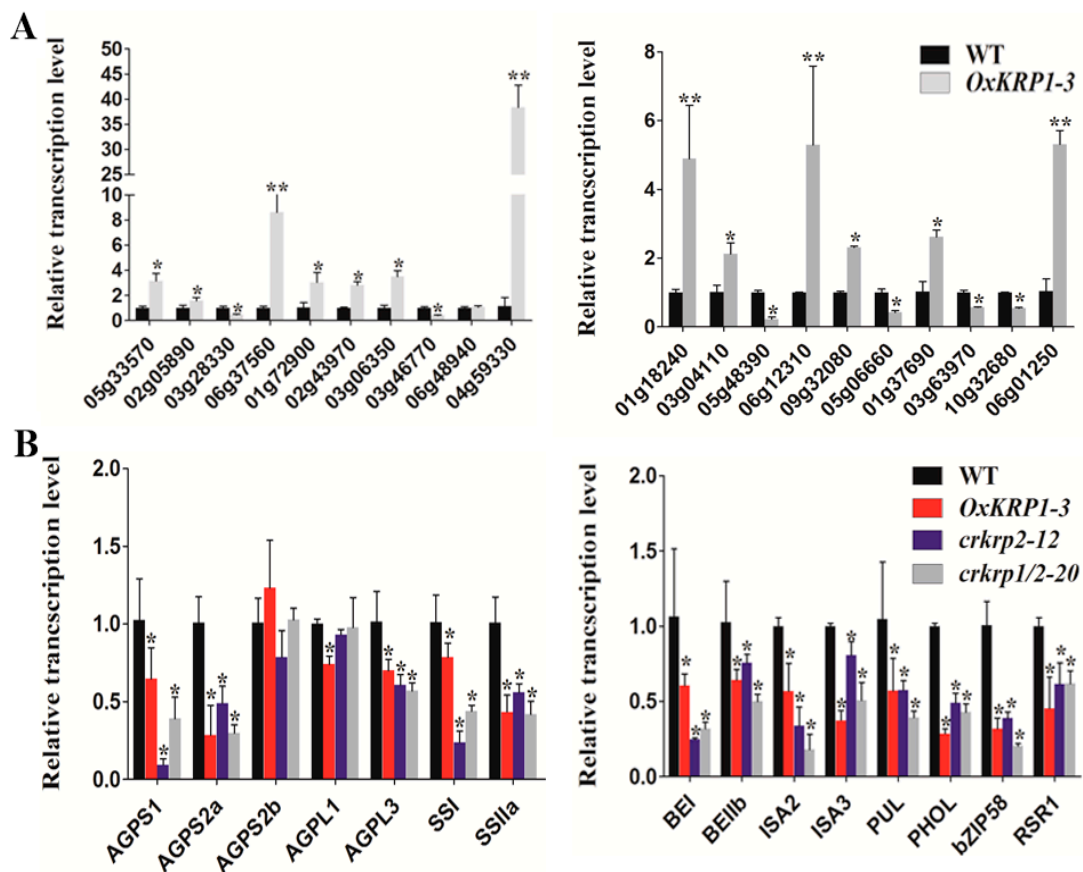 A
Relative trancscription level
50
45
40
35
30
25
10
8
6
4
2
0
* * * ** * * * * **
05g33570 02g05890 03g28330 06g37560 01g72900 02g43970 03g06350 03g46770 06g48940 04g59330
Relative trancscription level
8
6
4
2
0
** * * ** * * * * * **
WT
OxKRP1-3
01g18240 03g04110 05g48390 06g12310 09g32080 05g06660 01g37690 03g63970 10g32680 06g01250
B
Relative trancscription level
2.0
1.5
1.0
0.5
0.0
* * * * * * * * * * * * * * * *
AGPS1 AGPS2a AGPS2b AGPL1 AGPL3 SSI SSIIa
Relative trancscription level
2.0
1.5
1.0
0.5
0.0
* * * * * * * * * * * * * * * * * * * * * * * *
WT
OxKRP1-3
crkrp2-12
crkrp1/2-20
BEI BEIIb ISA2 ISA3 PUL PHOL bZIP58 RSR1